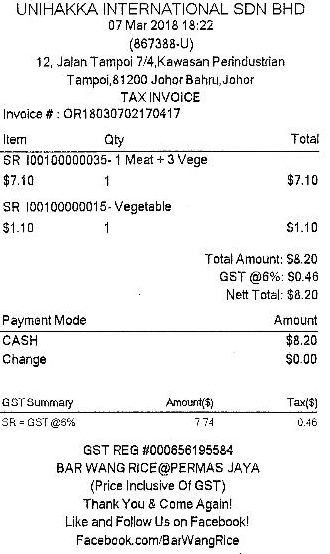 UNIHAKKA INTERNATIONAL SDN BHD
07 Mar 2018 18:22
(867388-U)
12, Jalan Tampoi 7/4,Kawasan Perindustrian
Tampoi,81200 Johor Bahru,Johor
TAX INVOICE
Invoice # : OR18030702170417
Item Qty Total
SR I00100000035- 1 Meat + 3 Vege
$7.10 1 $7.10
SR I00100000015- Vegetable
$1.10 1 $1.10
Total Amount: $8.20
GST @6%: $0.46
Nett Total: $8.20
Payment Mode Amount
CASH $8.20
Change $0.00
GST Summary Amount($) Tax($)
SR = GST @6% 7.74 0.46
GST REG #000656195584
BAR WANG RICE@PERMAS JAYA
(Price Inclusive Of GST)
Thank You & Come Again!
Like and Follow Us on Facebook!
Facebook.com/BarWangRice